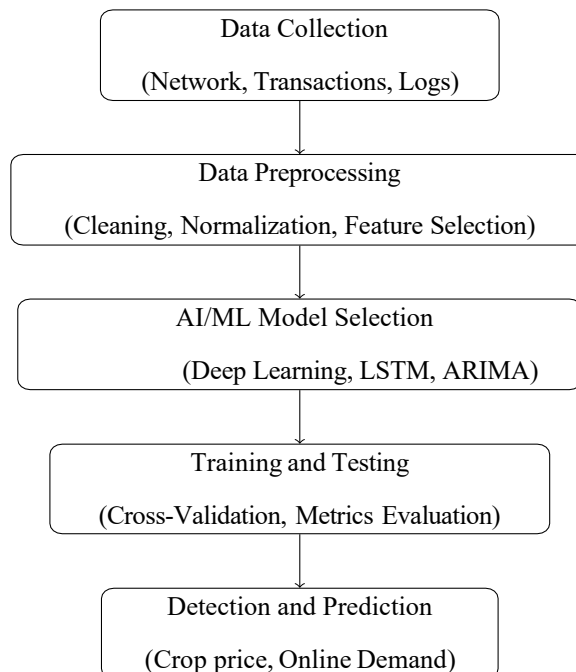 Data Collection
(Network, Transactions, Logs)
Data Preprocessing
(Cleaning, Normalization, Feature Selection)
AI/ML Model Selection
(Deep Learning, LSTM, ARIMA)
Training and Testing
(Cross-Validation, Metrics Evaluation)
Detection and Prediction
(Crop price, Online Demand)